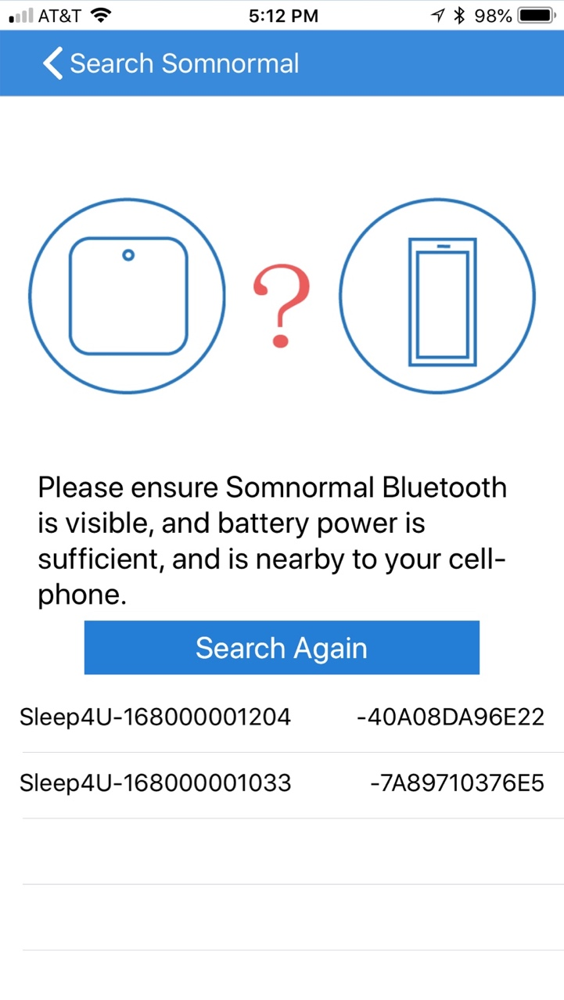 AT&T 5:12 PM 98%
Search Somnormal
?
Please ensure Somnormal Bluetooth
is visible, and battery power is
sufficient, and is nearby to your cell-
phone.
Search Again
Sleep4U-168000001204 -40A08DA96E22
Sleep4U-168000001033 -7A89710376E5